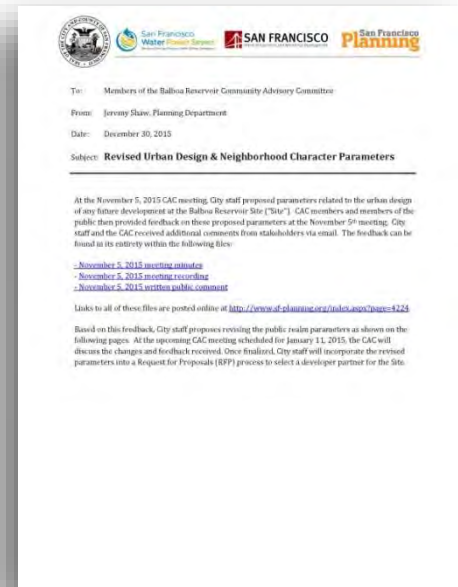 San Francisco
Water Power Sewer
SAN FRANCISCO
San Francisco
Planning
To: Members of the Balboa Reservoir Community Advisory Committee
From: Jeremy Shaw, Planning Department
Date: December 30, 2015
Subject: Revised Urban Design & Neighborhood Character Parameters
At the November 5, 2015 CAC meeting, City staff proposed parameters related to the urban design
of any future development at the Balboa Reservoir Site ("Site"). CAC members and members of the
public then provided feedback on these proposed parameters at the November 5th meeting. City
staff and the CAC received additional comments from stakeholders via email. The feedback can be
found in its entirety within the following files:
- November 5, 2015 meeting minutes
- November 5, 2015 meeting recording
- November 5, 2015 written public comment
Links to all of these files are posted online at http://www.sf-planning.org/index.aspx?page=4224
Based on this feedback, City staff proposes revising the public realm parameters as shown on the
following pages. At the upcoming CAC meeting scheduled for January 11, 2015, the CAC will
discuss the changes and feedback received. Once finalized, City staff will incorporate the revised
parameters into a Request for Proposals (RFP) process to select a developer partner for the Site.